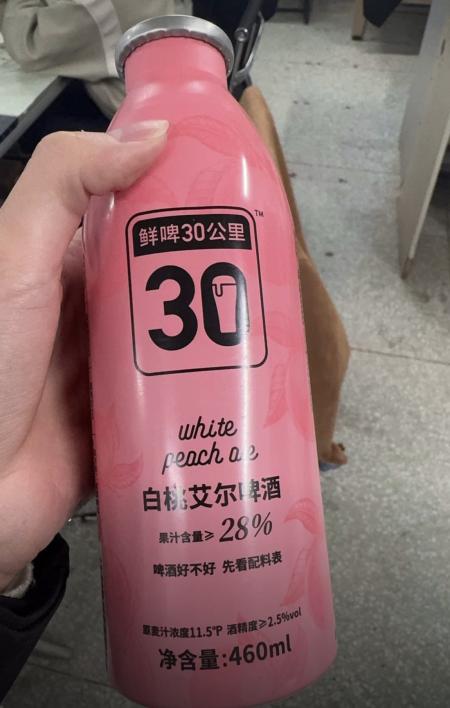 鲜啤30公里
TM
30
white
peach ale
白桃艾尔啤酒
果汁含量≥28%
啤酒好不好 先看配料表
原麦汁浓度11.5°P 酒精度≥2.5%vol
净含量:460ml